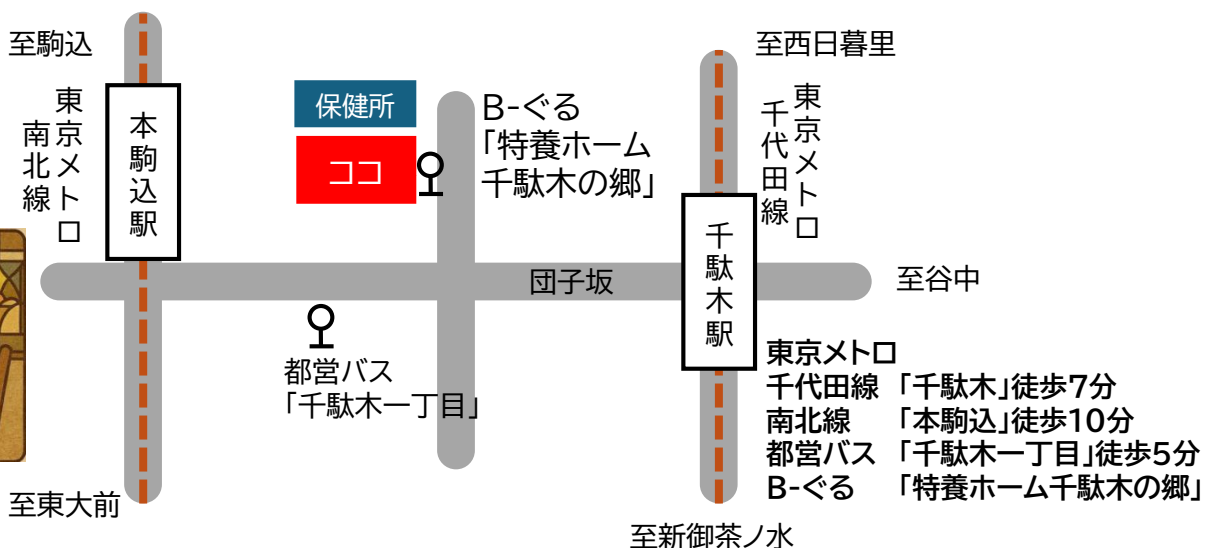 至駒込
東京メトロ
南北線
本駒込駅
保健所
ココ
B-ぐる
「特養ホーム
千駄木の郷」
至西日暮里
東京メトロ
千代田線
千駄木駅
団子坂
至谷中
都営バス
「千駄木一丁目」
至東大前
至新御茶ノ水
東京メトロ
千代田線 「千駄木」徒歩7分
南北線 「本駒込」徒歩10分
都営バス 「千駄木一丁目」徒歩5分
B-ぐる 「特養ホーム千駄木の郷」